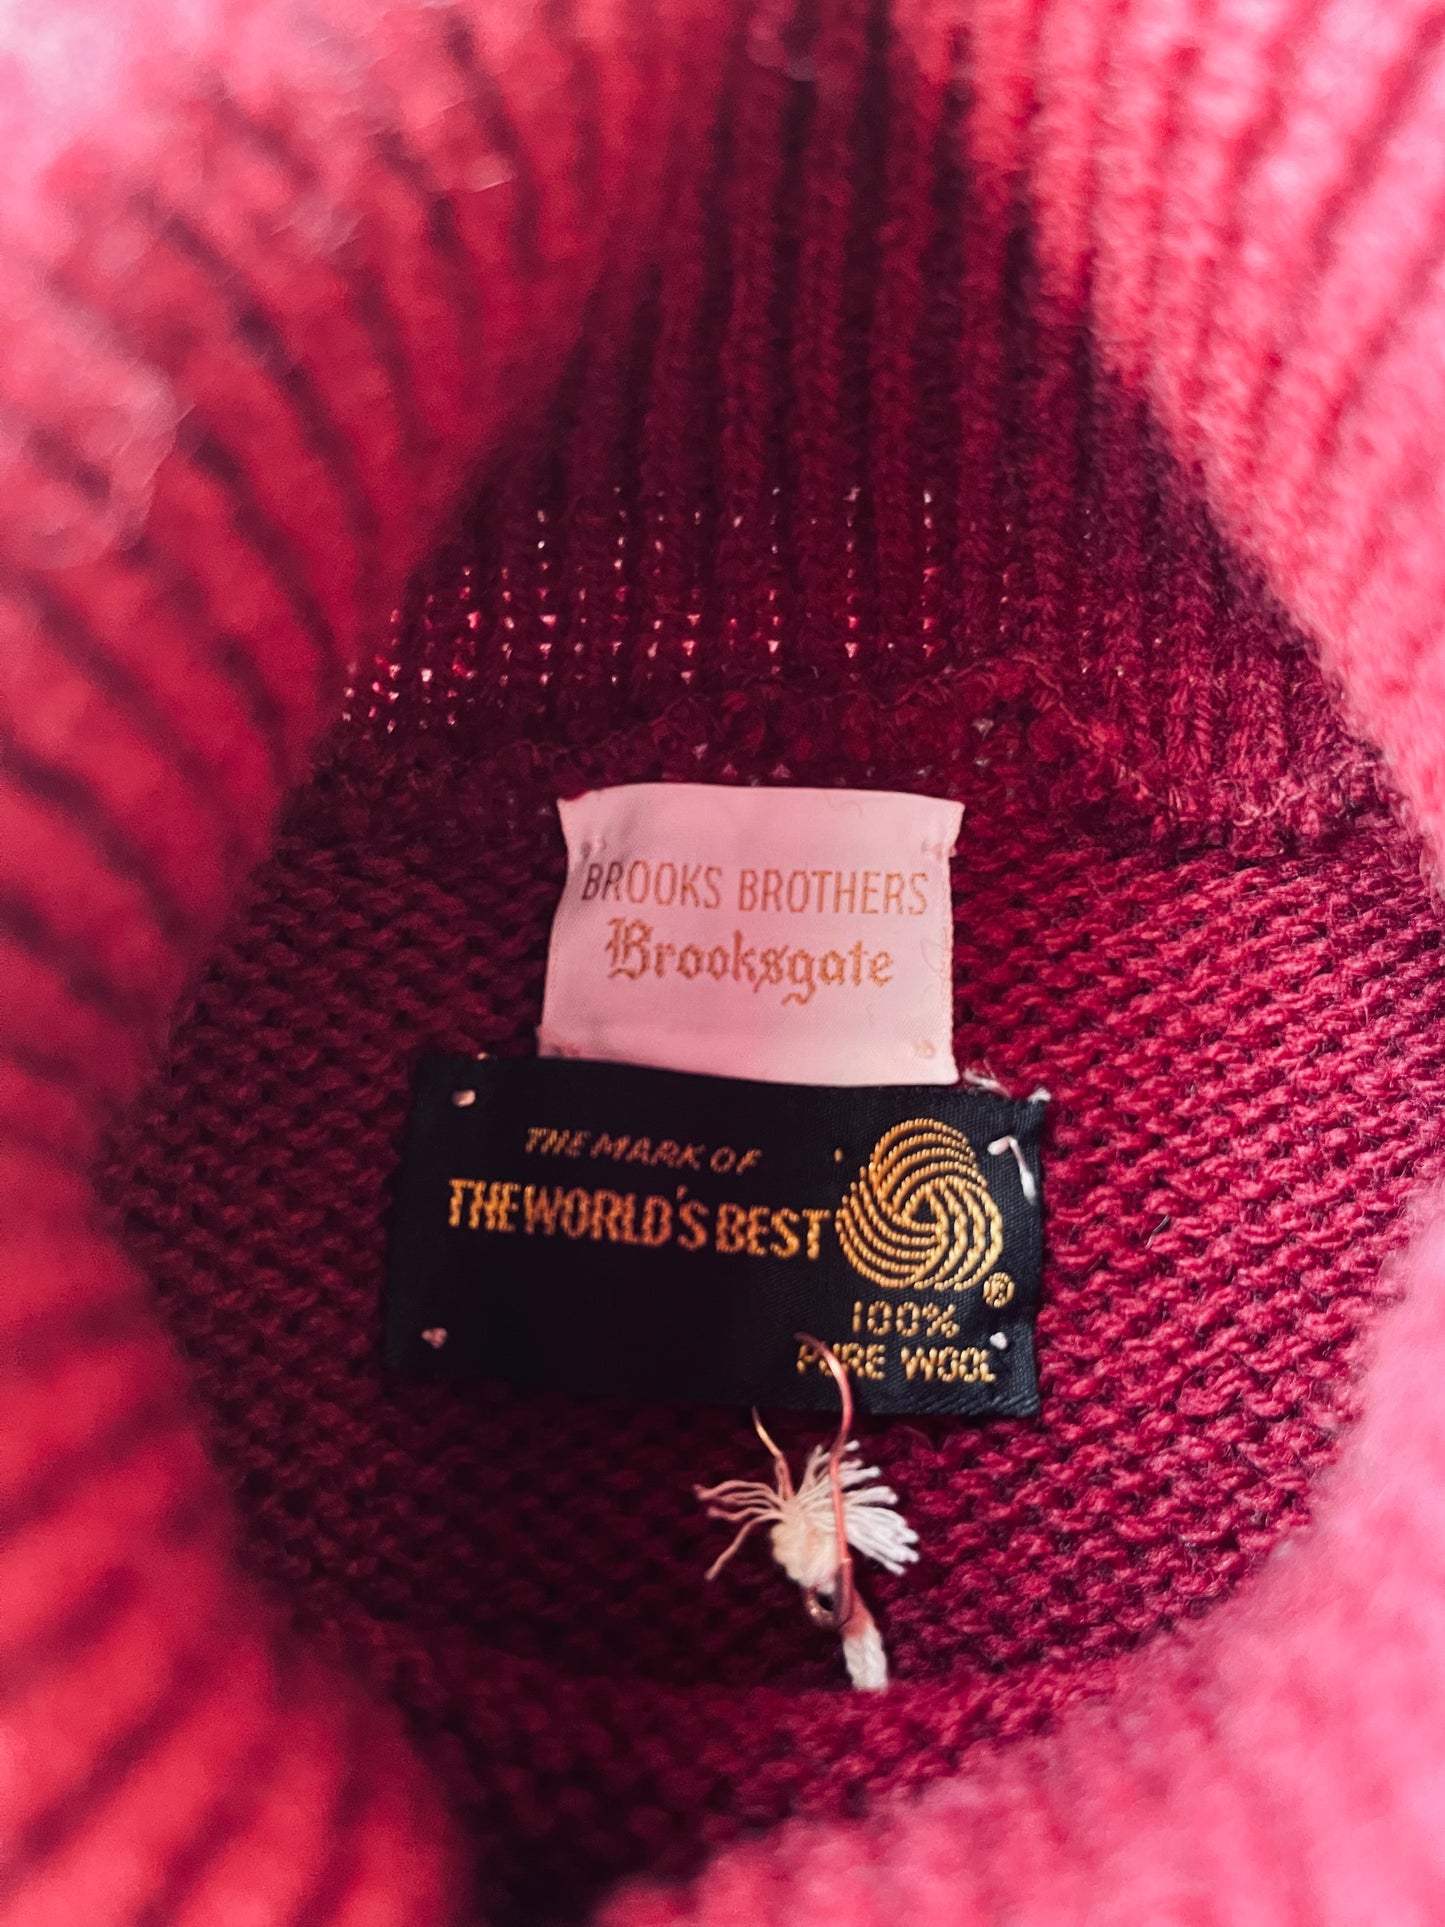 BROOKS BROTHERS
Brooksgate
THE MARK OF
THE WORLD'S BEST
®
100%
PURE WOOL